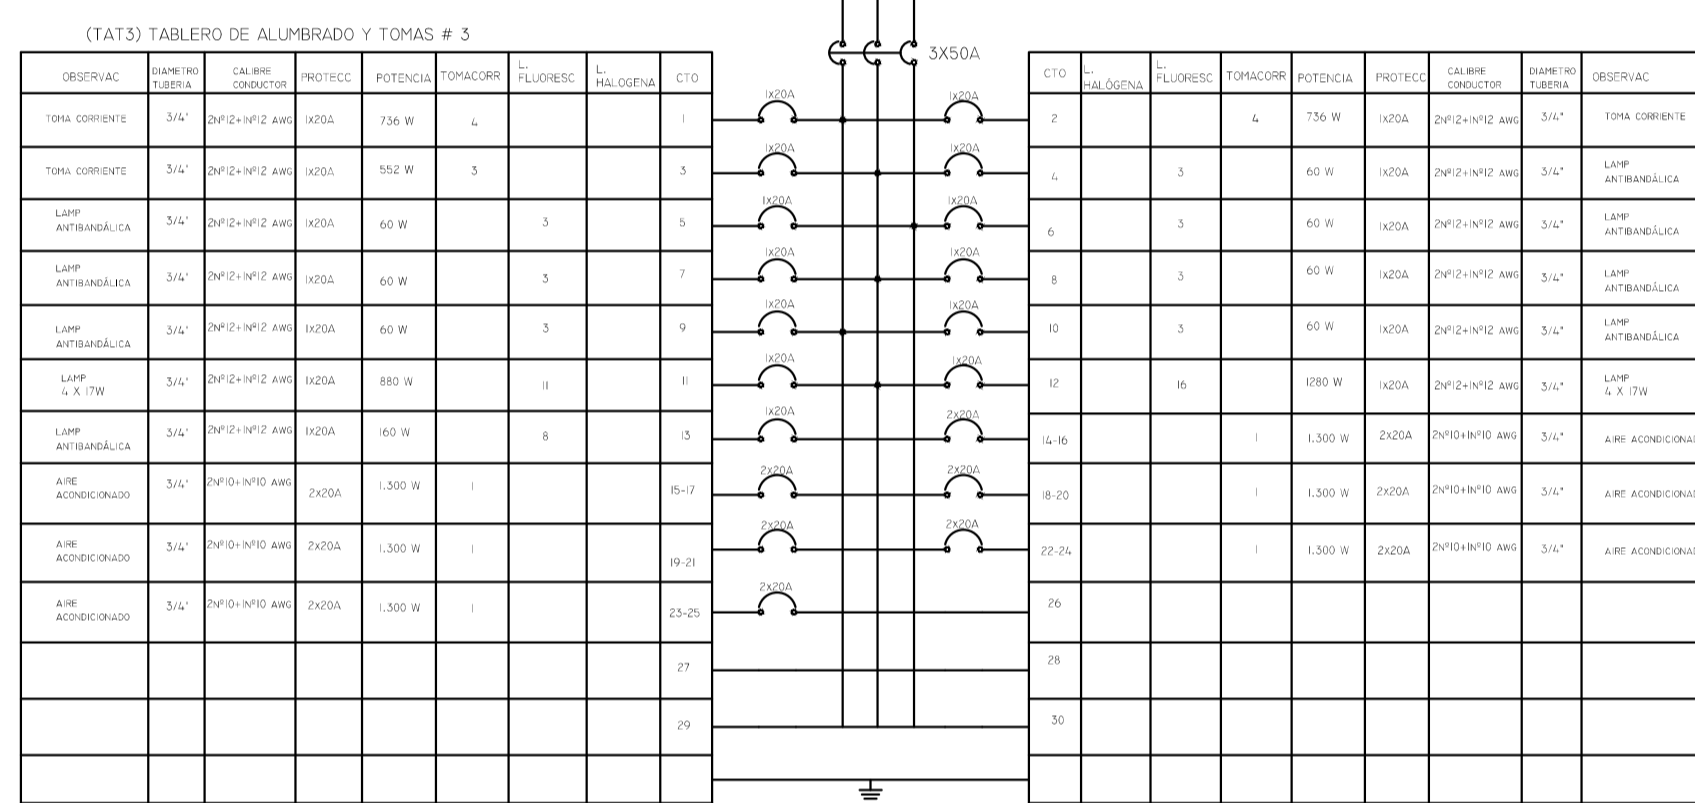 (TAT3) TABLERO DE ALUMBRADO Y TOMAS # 3
3X50A
OBSERVAC DIAMETRO TUBERIA CALIBRE CONDUCTOR PROTECC POTENCIA TOMACORR L. FLUORESC L. HALOGENA CTO
TOMA CORRIENTE 3/4' 2Nº12+1Nº12 AWG 1X20A 736 W 4 1
TOMA CORRIENTE 3/4' 2Nº12+1Nº12 AWG 1X20A 552 W 3 3
LAMP ANTIBANDÁLICA 3/4' 2Nº12+1Nº12 AWG 1X20A 60 W 3 5
LAMP ANTIBANDÁLICA 3/4' 2Nº12+1Nº12 AWG 1X20A 60 W 3 7
LAMP ANTIBANDÁLICA 3/4' 2Nº12+1Nº12 AWG 1X20A 60 W 3 9
LAMP 4 X 17W 3/4' 2Nº12+1Nº12 AWG 1X20A 880 W 11 11
LAMP ANTIBANDÁLICA 3/4' 2Nº12+1Nº12 AWG 1X20A 160 W 8 13
AIRE ACONDICIONADO 3/4' 2Nº10+1Nº10 AWG 2X20A 1.300 W 1 15-17
AIRE ACONDICIONADO 3/4' 2Nº10+1Nº10 AWG 2X20A 1.300 W 1 19-21
AIRE ACONDICIONADO 3/4' 2Nº10+1Nº10 AWG 2X20A 1.300 W 1 23-25
27
29
1X20A 1X20A
1X20A 1X20A
1X20A 1X20A
1X20A 1X20A
1X20A 1X20A
1X20A 1X20A
1X20A 2X20A
2X20A 2X20A
2X20A 2X20A
2X20A
CTO L. HALÓGENA L. FLUORESC TOMACORR POTENCIA PROTECC CALIBRE CONDUCTOR DIAMETRO TUBERIA OBSERVAC
2 4 736 W 1X20A 2Nº12+1Nº12 AWG 3/4" TOMA CORRIENTE
4 3 60 W 1X20A 2Nº12+1Nº12 AWG 3/4" LAMP ANTIBANDÁLICA
6 3 60 W 1X20A 2Nº12+1Nº12 AWG 3/4" LAMP ANTIBANDÁLICA
8 3 60 W 1X20A 2Nº12+1Nº12 AWG 3/4" LAMP ANTIBANDÁLICA
10 3 60 W 1X20A 2Nº12+1Nº12 AWG 3/4" LAMP ANTIBANDÁLICA
12 16 1280 W 1X20A 2Nº12+1Nº12 AWG 3/4" LAMP 4 X 17W
14-16 1 1.300 W 2X20A 2Nº10+1Nº10 AWG 3/4" AIRE ACONDICIONAD
18-20 1 1.300 W 2X20A 2Nº10+1Nº10 AWG 3/4" AIRE ACONDICIONAD
22-24 1 1.300 W 2X20A 2Nº10+1Nº10 AWG 3/4" AIRE ACONDICIONAD
26
28
30